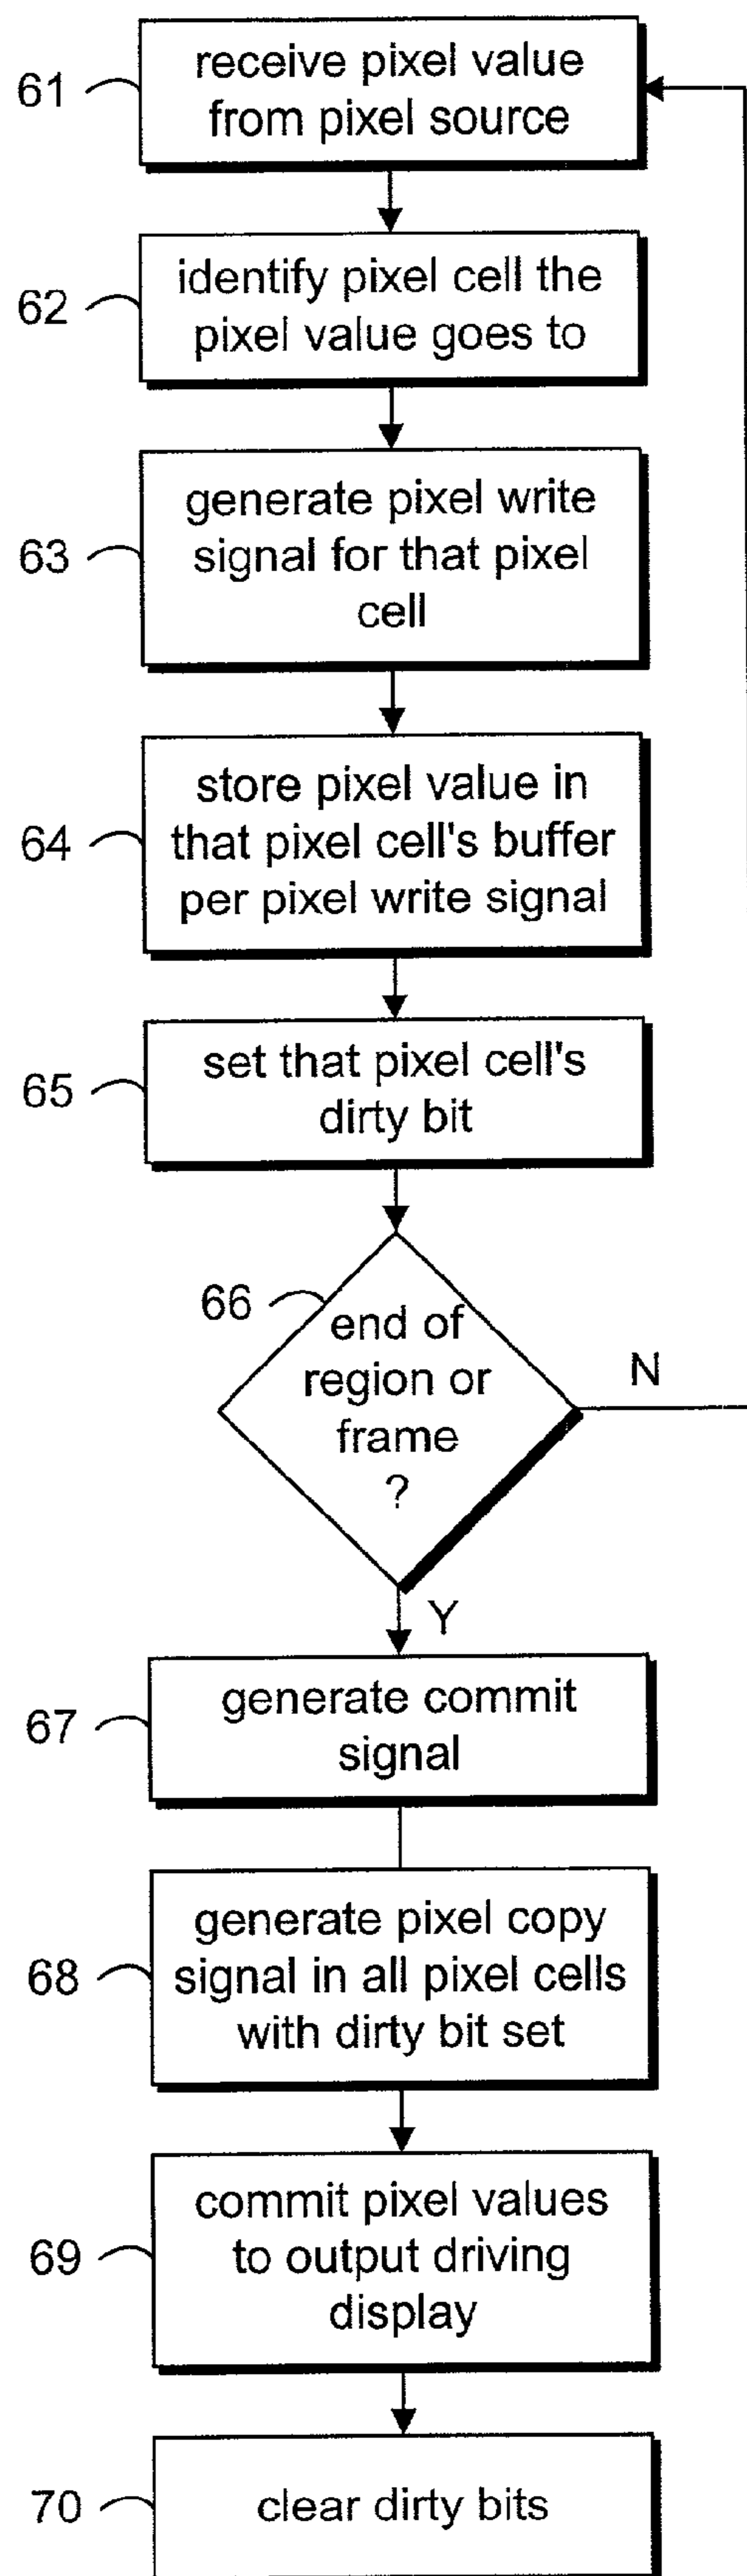 61
receive pixel value
from pixel source
62
identify pixel cell the
pixel value goes to
63
generate pixel write
signal for that pixel
cell
64
store pixel value in
that pixel cell's buffer
per pixel write signal
65
set that pixel cell's
dirty bit
66
end of
region or
frame
?
N
Y
67
generate commit
signal
68
generate pixel copy
signal in all pixel cells
with dirty bit set
69
commit pixel values
to output driving
display
70
clear dirty bits